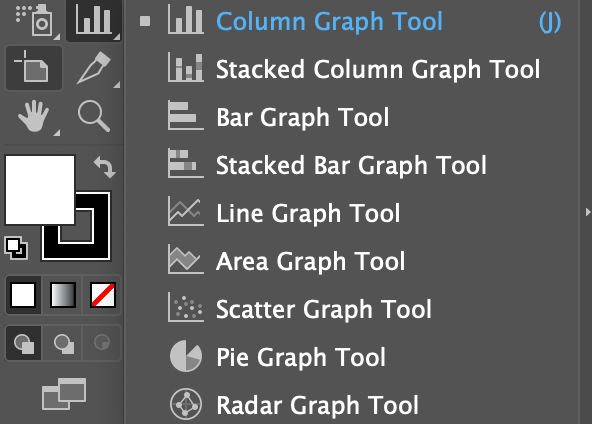 Column Graph Tool (J)
Stacked Column Graph Tool
Bar Graph Tool
Stacked Bar Graph Tool
Line Graph Tool
Area Graph Tool
Scatter Graph Tool
Pie Graph Tool
Radar Graph Tool